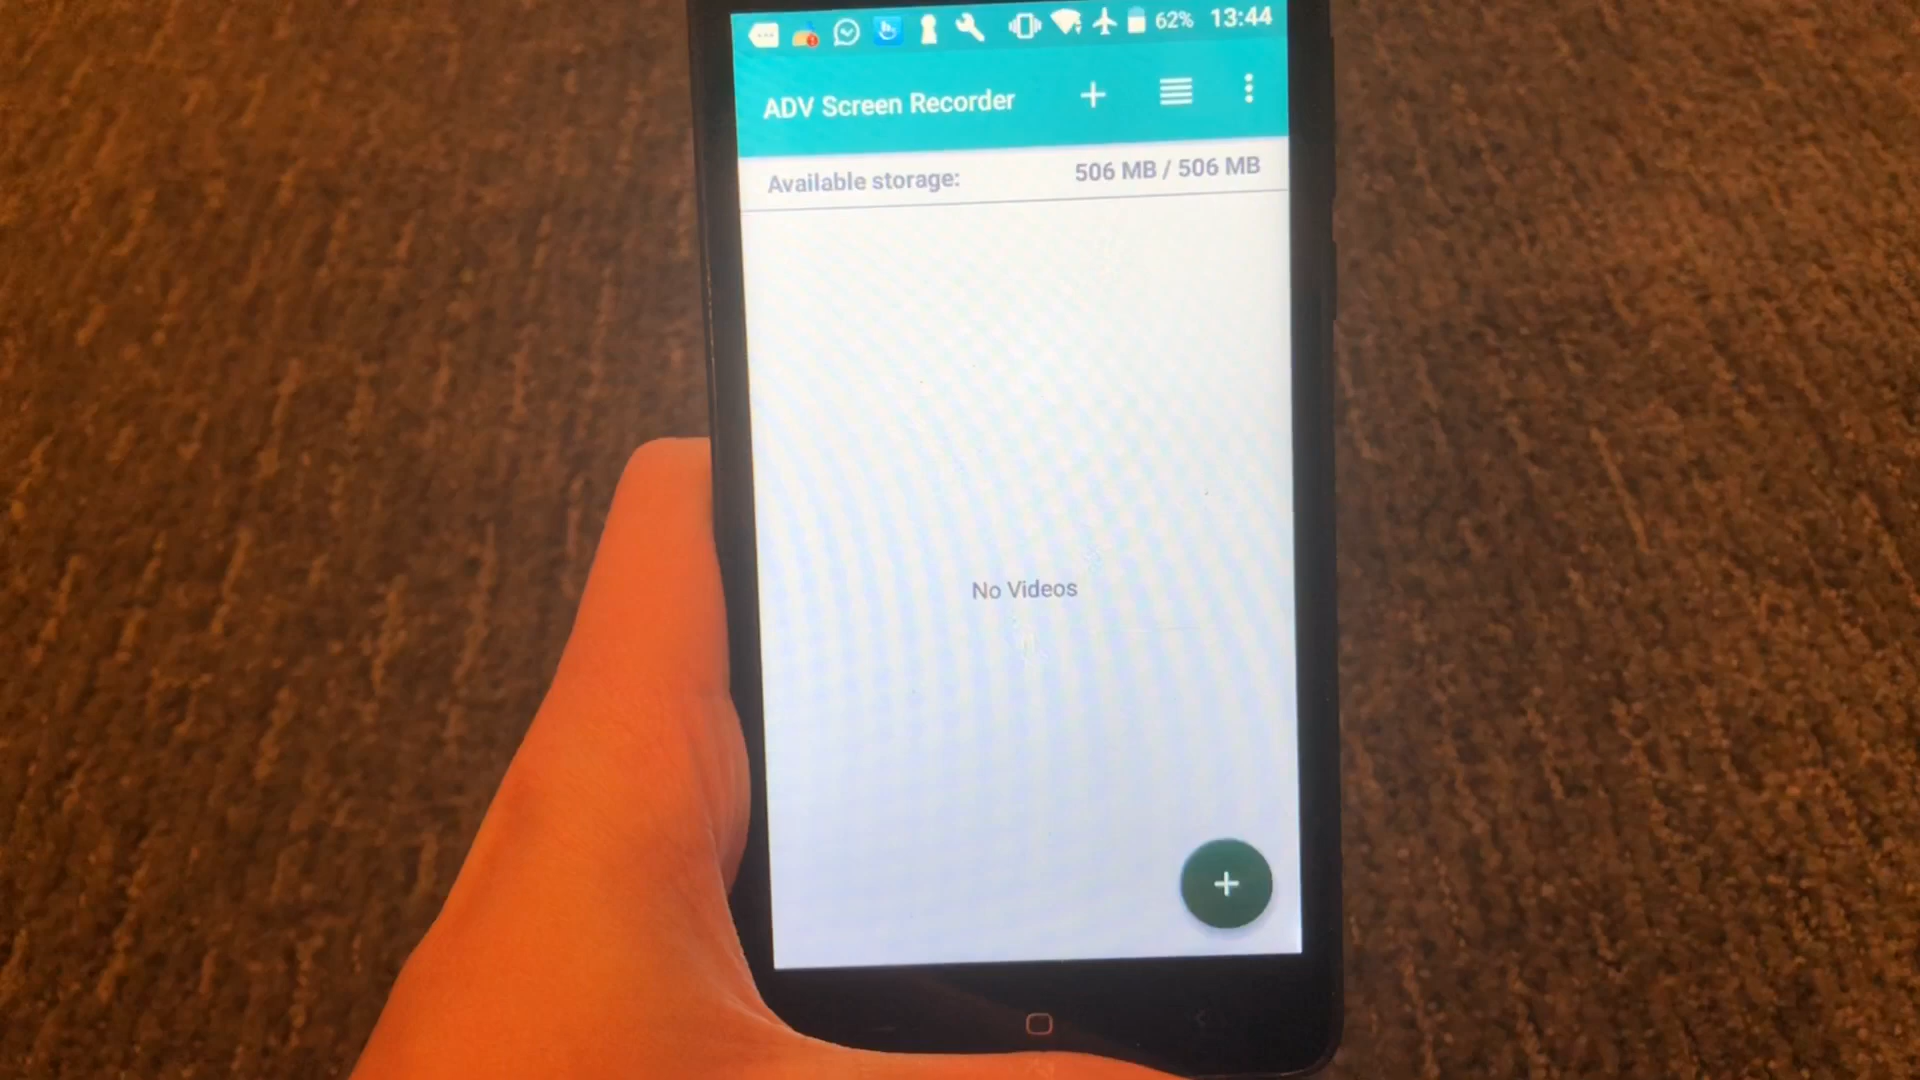 62% 13:44
ADV Screen Recorder
Available storage: 506 MB / 506 MB
No Videos